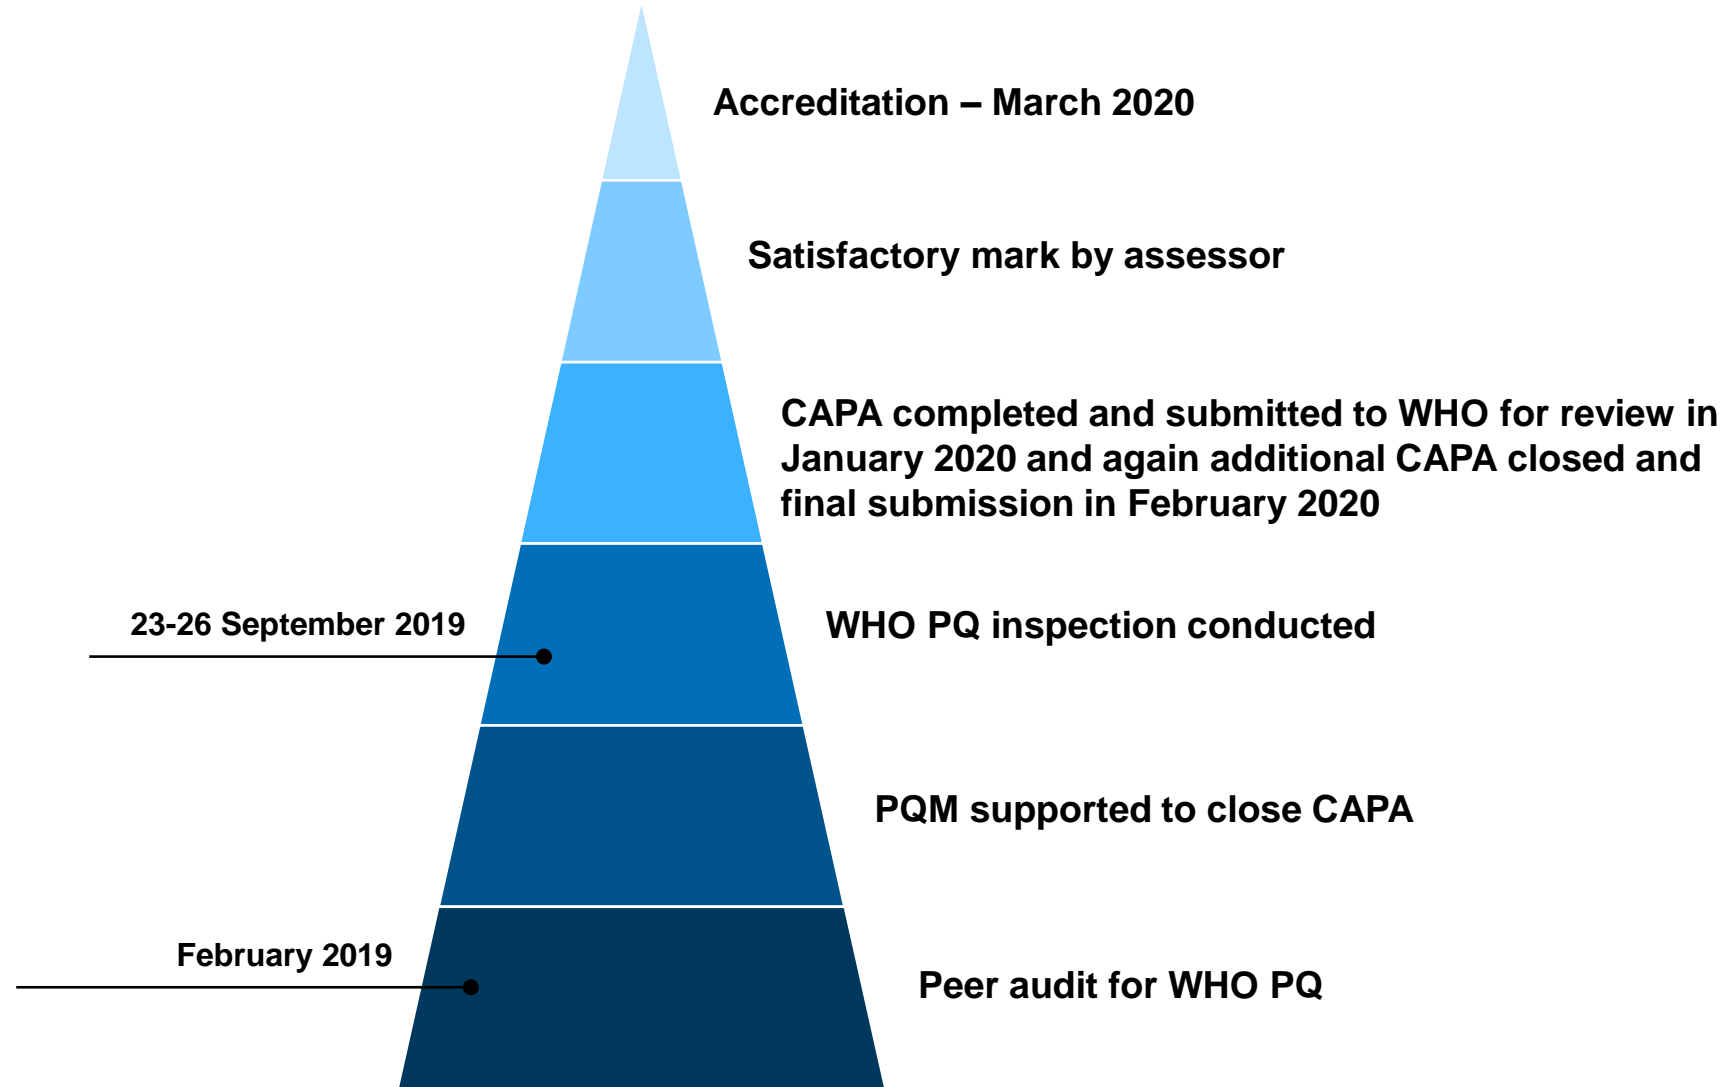 Accreditation – March 2020
Satisfactory mark by assessor
CAPA completed and submitted to WHO for review in
January 2020 and again additional CAPA closed and
final submission in February 2020
23-26 September 2019
WHO PQ inspection conducted
PQM supported to close CAPA
February 2019
Peer audit for WHO PQ